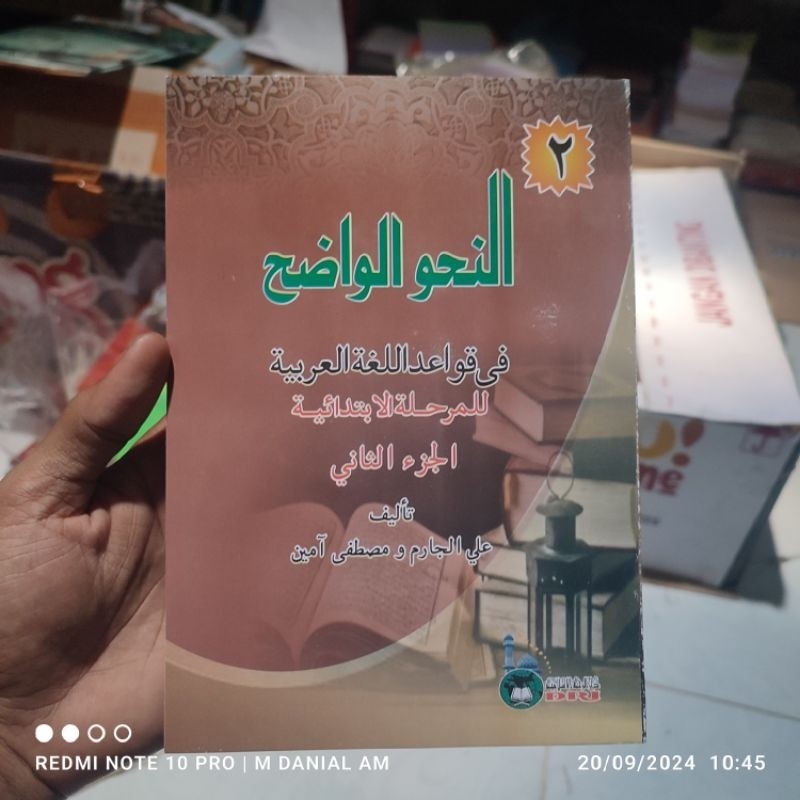 ٢
النحو الواضح
في قواعد اللغة العربية
للمرحلة الابتدائية
الجزء الثاني
تأليف
علي الجارم و مصطفى آمين
DRI
REDMI NOTE 10 PRO | M DANIAL AM
20/09/2024 10:45